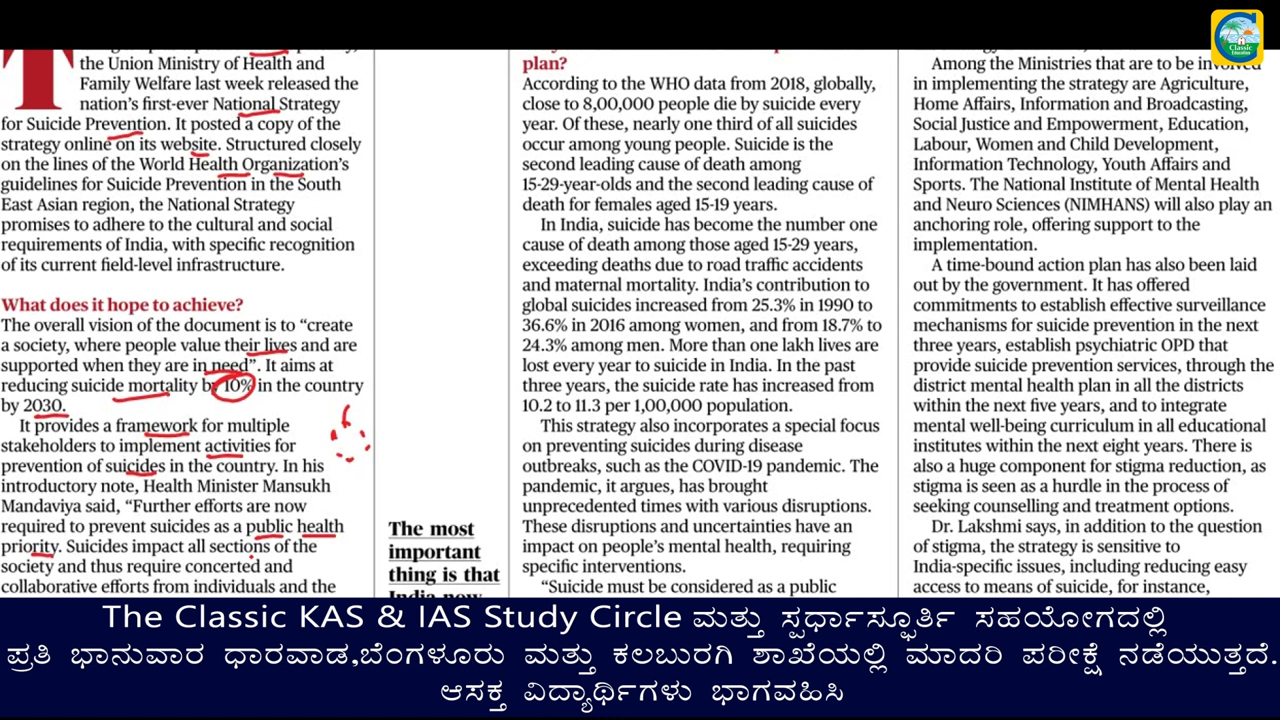 Classic
Education
T
the Union Ministry of Health and
Family Welfare last week released the
nation's first-ever National Strategy
for Suicide Prevention. It posted a copy of the
strategy online on its website. Structured closely
on the lines of the World Health Organization's
guidelines for Suicide Prevention in the South
East Asian region, the National Strategy
promises to adhere to the cultural and social
requirements of India, with specific recognition
of its current field-level infrastructure.
What does it hope to achieve?
The overall vision of the document is to “create
a society, where people value their lives and are
supported when they are in need”. It aims at
reducing suicide mortality by 10% in the country
by 2030.
It provides a framework for multiple
stakeholders to implement activities for
prevention of suicides in the country. In his
introductory note, Health Minister Mansukh
Mandaviya said, “Further efforts are now
required to prevent suicides as a public health
priority. Suicides impact all sections of the
society and thus require concerted and
collaborative efforts from individuals and the
The most
important
thing is that
India now
plan?
According to the WHO data from 2018, globally,
close to 8,00,000 people die by suicide every
year. Of these, nearly one third of all suicides
occur among young people. Suicide is the
second leading cause of death among
15-29-year-olds and the second leading cause of
death for females aged 15-19 years.
In India, suicide has become the number one
cause of death among those aged 15-29 years,
exceeding deaths due to road traffic accidents
and maternal mortality. India's contribution to
global suicides increased from 25.3% in 1990 to
36.6% in 2016 among women, and from 18.7% to
24.3% among men. More than one lakh lives are
lost every year to suicide in India. In the past
three years, the suicide rate has increased from
10.2 to 11.3 per 1,00,000 population.
This strategy also incorporates a special focus
on preventing suicides during disease
outbreaks, such as the COVID-19 pandemic. The
pandemic, it argues, has brought
unprecedented times with various disruptions.
These disruptions and uncertainties have an
impact on people's mental health, requiring
specific interventions.
“Suicide must be considered as a public
Among the Ministries that are to be involved
in implementing the strategy are Agriculture,
Home Affairs, Information and Broadcasting,
Social Justice and Empowerment, Education,
Labour, Women and Child Development,
Information Technology, Youth Affairs and
Sports. The National Institute of Mental Health
and Neuro Sciences (NIMHANS) will also play an
anchoring role, offering support to the
implementation.
A time-bound action plan has also been laid
out by the government. It has offered
commitments to establish effective surveillance
mechanisms for suicide prevention in the next
three years, establish psychiatric OPD that
provide suicide prevention services, through the
district mental health plan in all the districts
within the next five years, and to integrate
mental well-being curriculum in all educational
institutes within the next eight years. There is
also a huge component for stigma reduction, as
stigma is seen as a hurdle in the process of
seeking counselling and treatment options.
Dr. Lakshmi says, in addition to the question
of stigma, the strategy is sensitive to
India-specific issues, including reducing easy
access to means of suicide, for instance,
The Classic KAS & IAS Study Circle ಮತ್ತು ಸ್ಪರ್ಧಾಸ್ಫೂರ್ತಿ ಸಹಯೋಗದಲ್ಲಿ
ಪ್ರತಿ ಭಾನುವಾರ ಧಾರವಾಡ,ಬೆಂಗಳೂರು ಮತ್ತು ಕಲಬುರಗಿ ಶಾಖೆಯಲ್ಲಿ ಮಾದರಿ ಪರೀಕ್ಷೆ ನಡೆಯುತ್ತದೆ.
ಆಸಕ್ತ ವಿದ್ಯಾರ್ಥಿಗಳು ಭಾಗವಹಿಸಿ